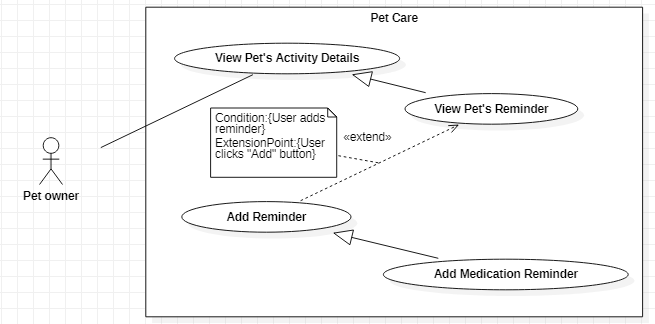 Pet Care
View Pet's Activity Details
View Pet's Reminder
Condition:{User adds
reminder}
ExtensionPoint:{User
clicks "Add" button}
«extend»
Pet owner
Add Reminder
Add Medication Reminder